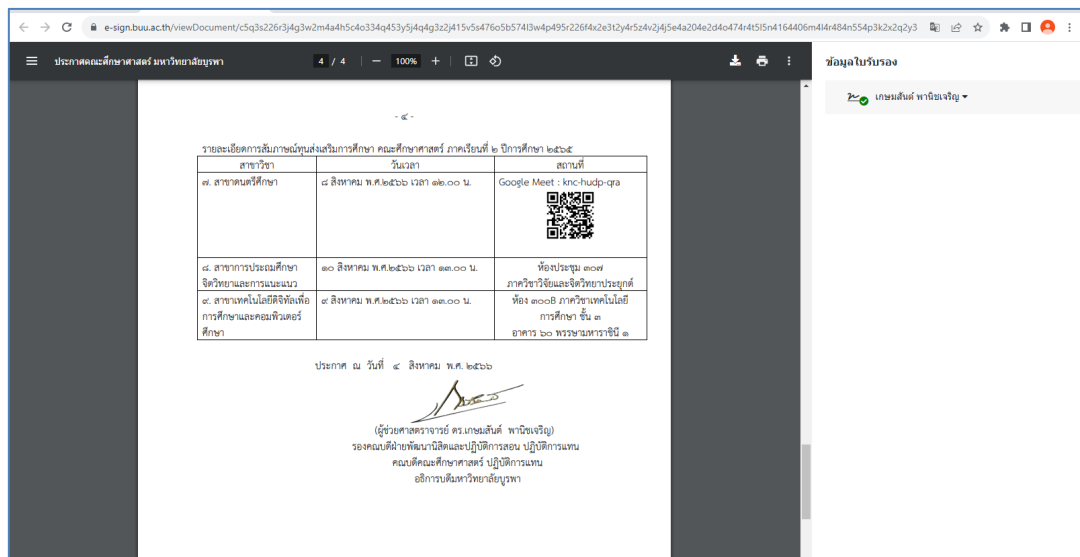 e-sign.buu.ac.th/viewDocument/c5q3s226r3j4g3w2m4a4h5c4o334q453y5j4q4g3z2j415v5s476o5b574l3w4p495r226f4x2e3t2y4r5z4v2j4j5e4a204e2d4o474r4t5l5n4164406m4l4r484n554p3k2x2q2y3
ประกาศคณะศึกษาศาสตร์ มหาวิทยาลัยบูรพา 4 / 4 100%
ข้อมูลใบรับรอง
เกษมสันต์ พานิชเจริญ
- ๔ -
รายละเอียดการสัมภาษณ์ทุนส่งเสริมการศึกษา คณะศึกษาศาสตร์ ภาคเรียนที่ ๒ ปีการศึกษา ๒๕๖๕
สาขาวิชา วันเวลา สถานที่
๗. สาขาดนตรีศึกษา ๘ สิงหาคม พ.ศ.๒๕๖๖ เวลา ๑๒.๐๐ น. Google Meet : knc-hudp-qra
๘. สาขาการประถมศึกษา ๑๐ สิงหาคม พ.ศ.๒๕๖๖ เวลา ๑๓.๐๐ น. ห้องประชุม ๓๐๗
จิตวิทยาและการแนะแนว ภาควิชาวิจัยและจิตวิทยาประยุกต์
๙. สาขาเทคโนโลยีดิจิทัลเพื่อ ๙ สิงหาคม พ.ศ.๒๕๖๖ เวลา ๑๓.๐๐ น. ห้อง ๓๐๐B ภาควิชาเทคโนโลยี
การศึกษาและคอมพิวเตอร์ การศึกษา ชั้น ๓
ศึกษา อาคาร ๖๐ พรรษามหาราชินี ๑
ประกาศ ณ วันที่ ๔ สิงหาคม พ.ศ. ๒๕๖๖
(ผู้ช่วยศาสตราจารย์ ดร.เกษมสันต์ พานิชเจริญ)
รองคณบดีฝ่ายพัฒนานิสิตและปฏิบัติการสอน ปฏิบัติการแทน
คณบดีคณะศึกษาศาสตร์ ปฏิบัติการแทน
อธิการบดีมหาวิทยาลัยบูรพา